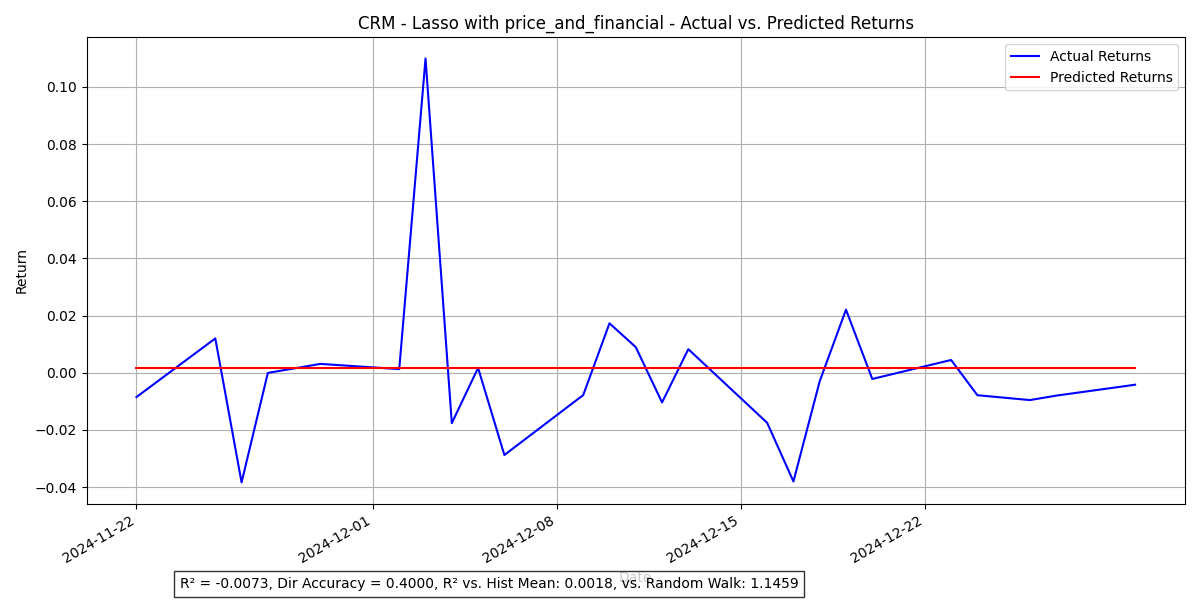 CRM - Lasso with price_and_financial - Actual vs. Predicted Returns
Actual Returns
Predicted Returns
Return
0.10
0.08
0.06
0.04
0.02
0.00
−0.02
−0.04
2024-11-22
2024-12-01
2024-12-08
2024-12-15
2024-12-22
Date
R² = -0.0073, Dir Accuracy = 0.4000, R² vs. Hist Mean: 0.0018, vs. Random Walk: 1.1459